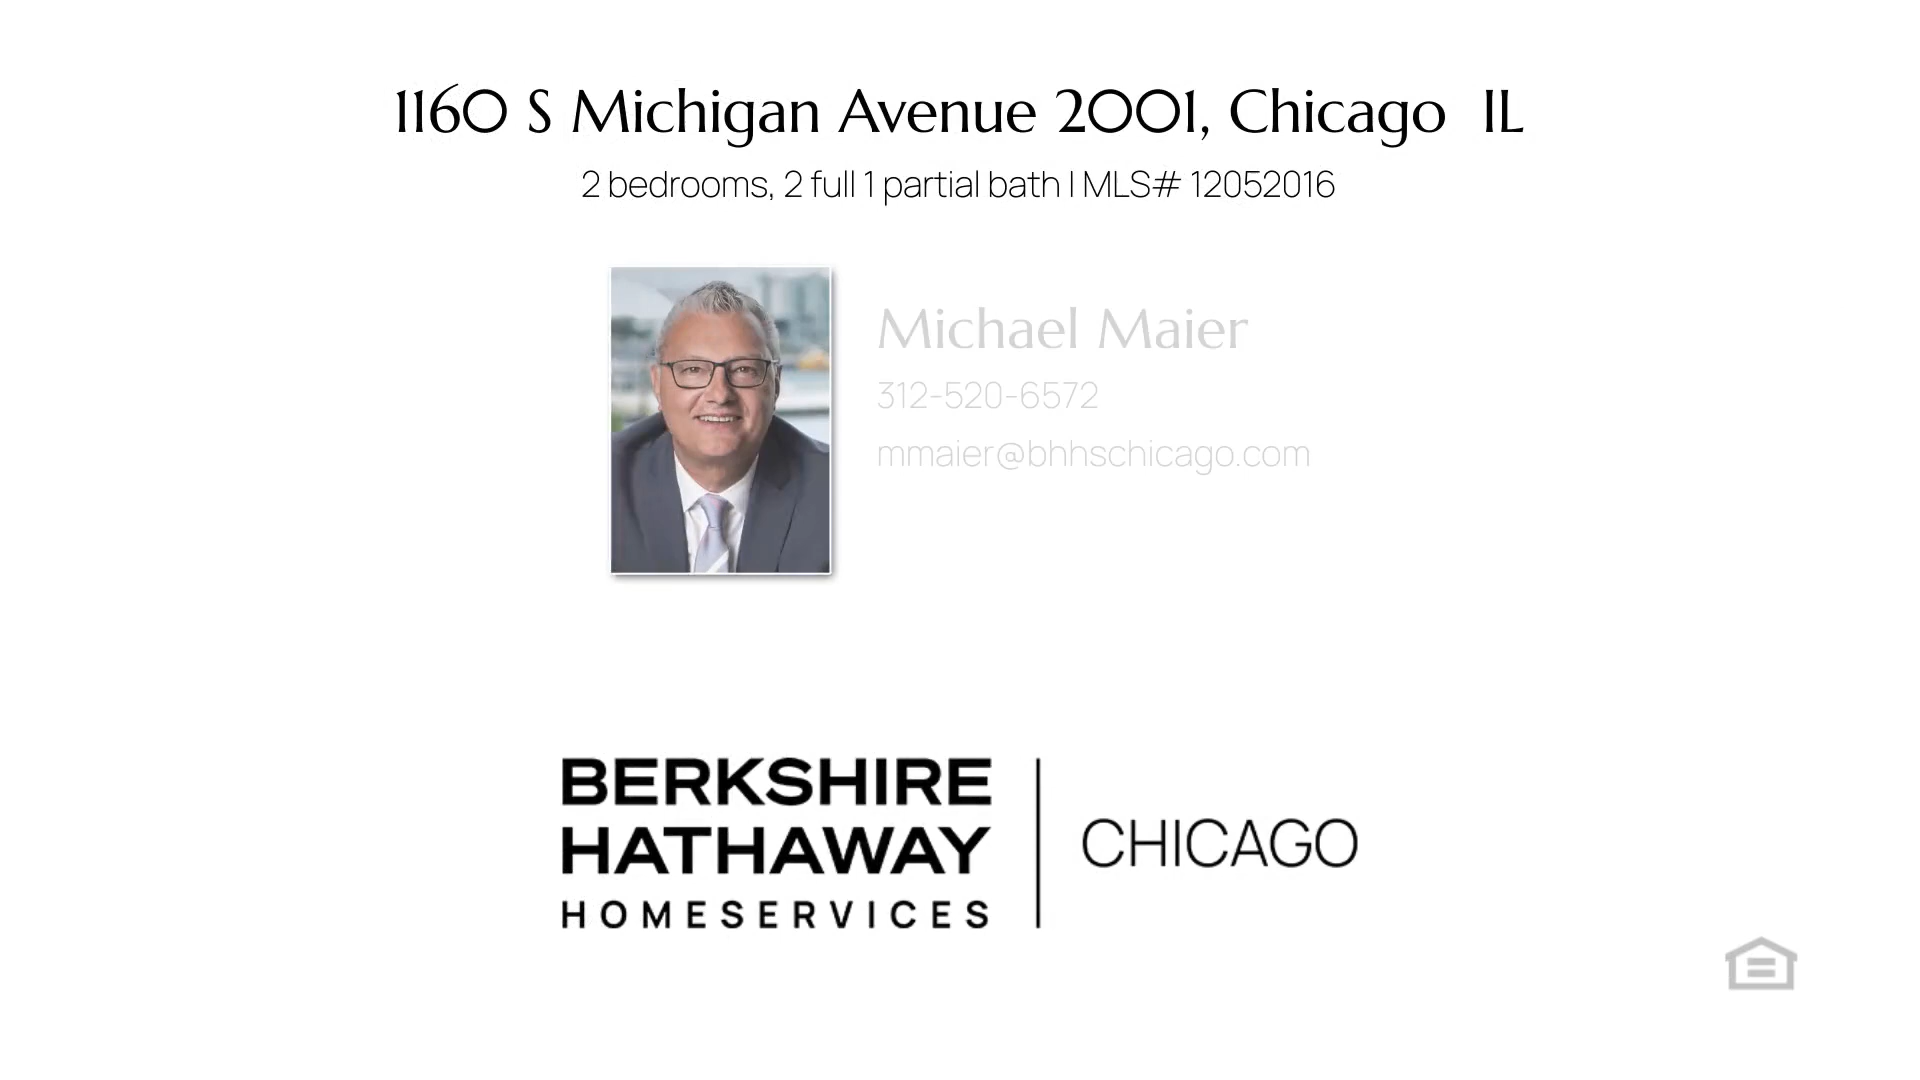 1160 S Michigan Avenue 2001, Chicago  IL
2 bedrooms, 2 full 1 partial bath | MLS# 12052016
Michael Maier
312-520-6572
mmaier@bhhschicago.com
BERKSHIRE
HATHAWAY
HOMESERVICES
CHICAGO